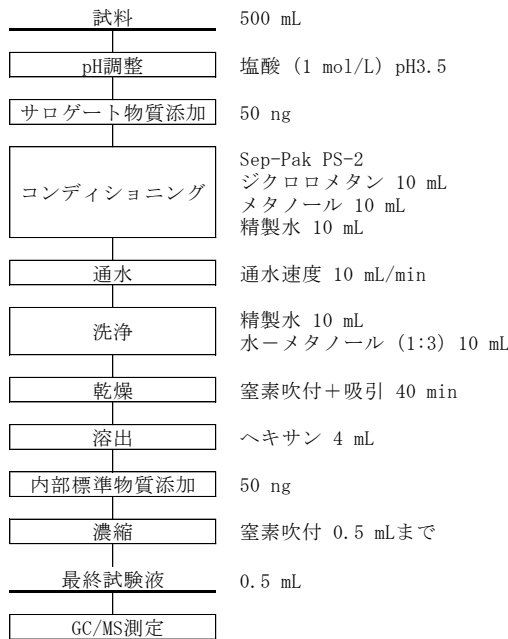 試料 500 mL
pH調整 塩酸 (1 mol/L) pH3.5
サロゲート物質添加 50 ng
コンディショニング
Sep-Pak PS-2
ジクロロメタン 10 mL
メタノール 10 mL
精製水 10 mL
通水 通水速度 10 mL/min
洗浄
精製水 10 mL
水－メタノール (1:3) 10 mL
乾燥 窒素吹付＋吸引 40 min
溶出 ヘキサン 4 mL
内部標準物質添加 50 ng
濃縮 窒素吹付 0.5 mLまで
最終試験液 0.5 mL
GC/MS測定